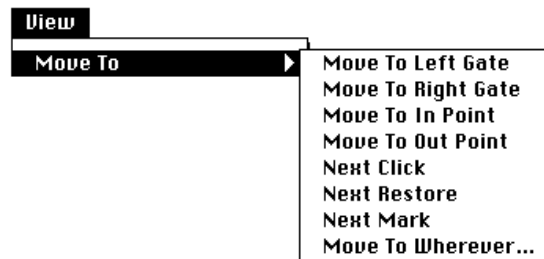 View
Move To
Move To Left Gate
Move To Right Gate
Move To In Point
Move To Out Point
Next Click
Next Restore
Next Mark
Move To Wherever...